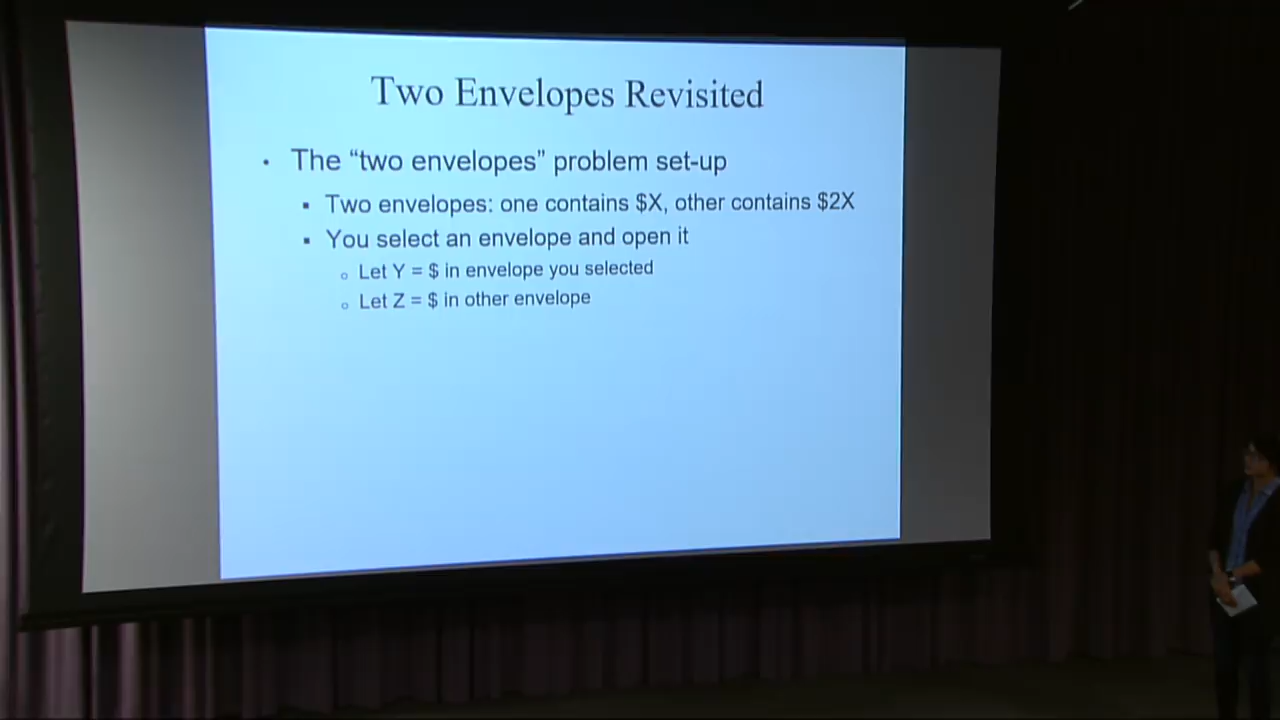 Two Envelopes Revisited
• The “two envelopes” problem set-up
▪ Two envelopes: one contains $X, other contains $2X
▪ You select an envelope and open it
○ Let Y = $ in envelope you selected
○ Let Z = $ in other envelope